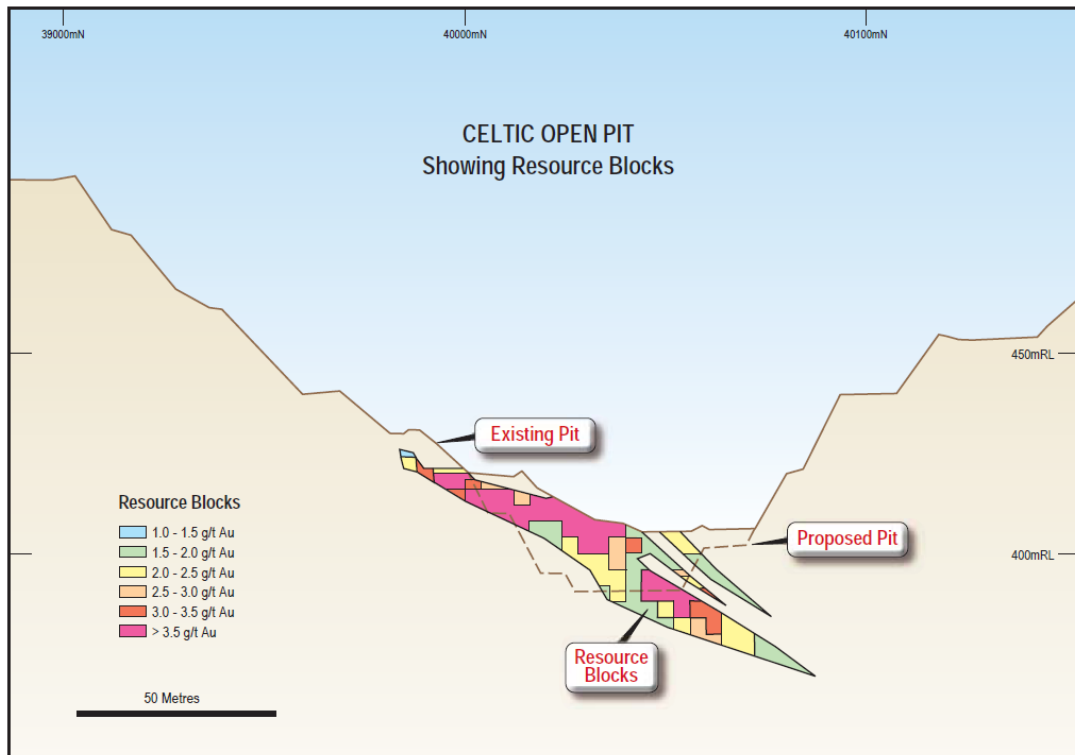 39000mN
40000mN
40100mN
CELTIC OPEN PIT
Showing Resource Blocks
450mRL
Existing Pit
Resource Blocks
1.0 - 1.5 g/t Au
1.5 - 2.0 g/t Au
2.0 - 2.5 g/t Au
2.5 - 3.0 g/t Au
3.0 - 3.5 g/t Au
> 3.5 g/t Au
Proposed Pit
400mRL
Resource
Blocks
50 Metres